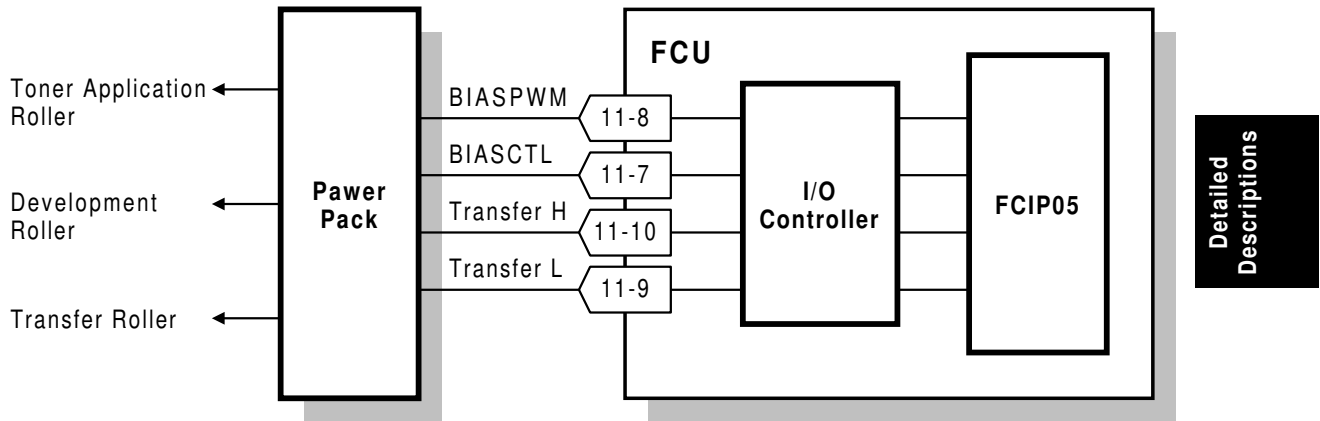 Toner Application
Roller
Development
Roller
Transfer Roller
Pawer
Pack
BIASPWM
BIASCTL
Transfer H
Transfer L
FCU
11-8
11-7
11-10
11-9
I/O
Controller
FCIP05
Detailed
Descriptions